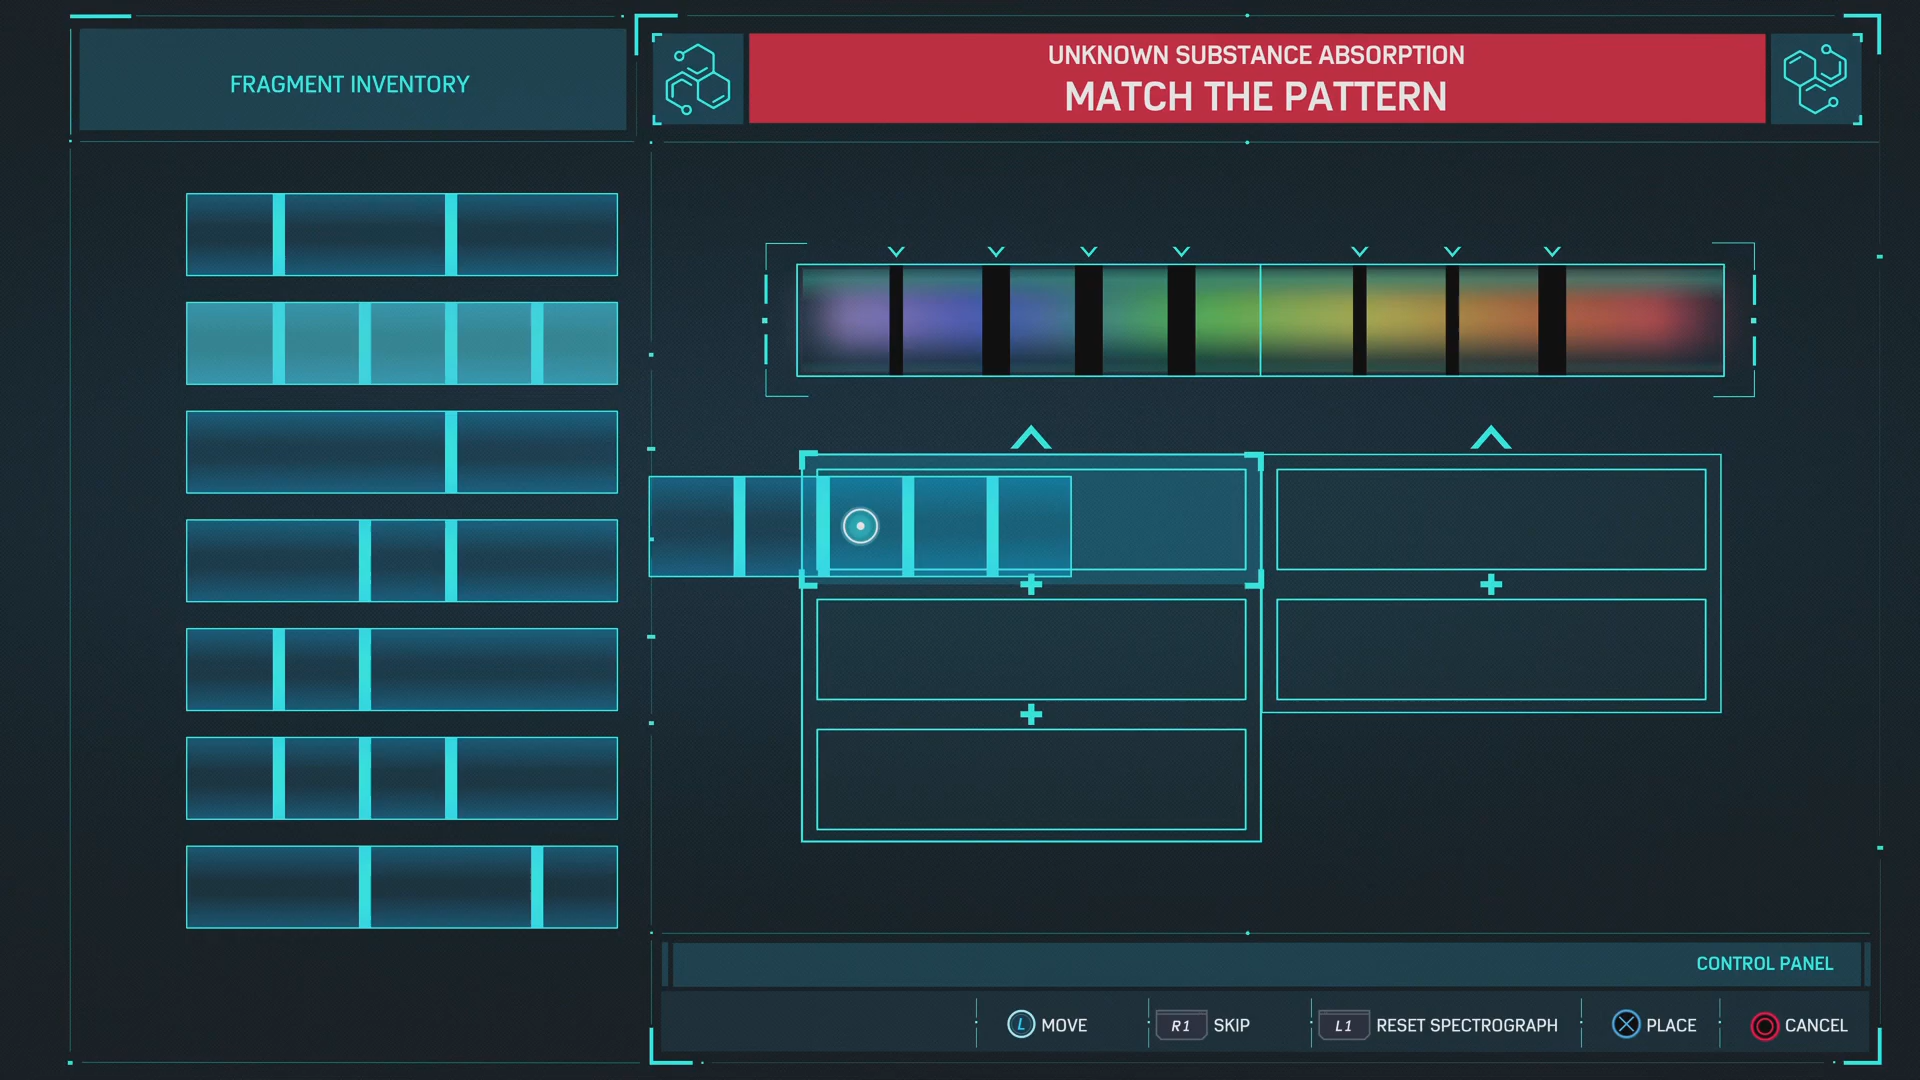 FRAGMENT INVENTORY
UNKNOWN SUBSTANCE ABSORPTION
MATCH THE PATTERN
CONTROL PANEL
L MOVE
R1 SKIP
L1 RESET SPECTROGRAPH
PLACE
CANCEL